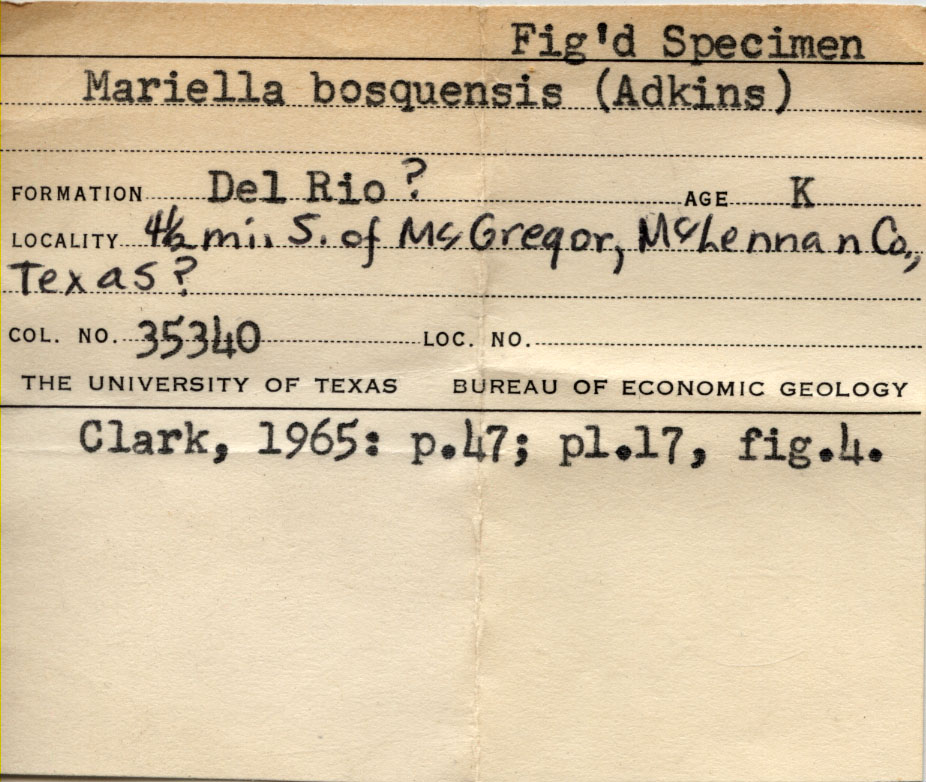 Fig'd Specimen
Mariella bosquensis (Adkins)
FORMATION Del Rio? AGE K
LOCALITY 4½ mi. S. of McGregor, McLennan Co.,
Texas?
COL. NO. 35340 LOC. NO.
THE UNIVERSITY OF TEXAS BUREAU OF ECONOMIC GEOLOGY
Clark, 1965: p.47; pl.17, fig.4.